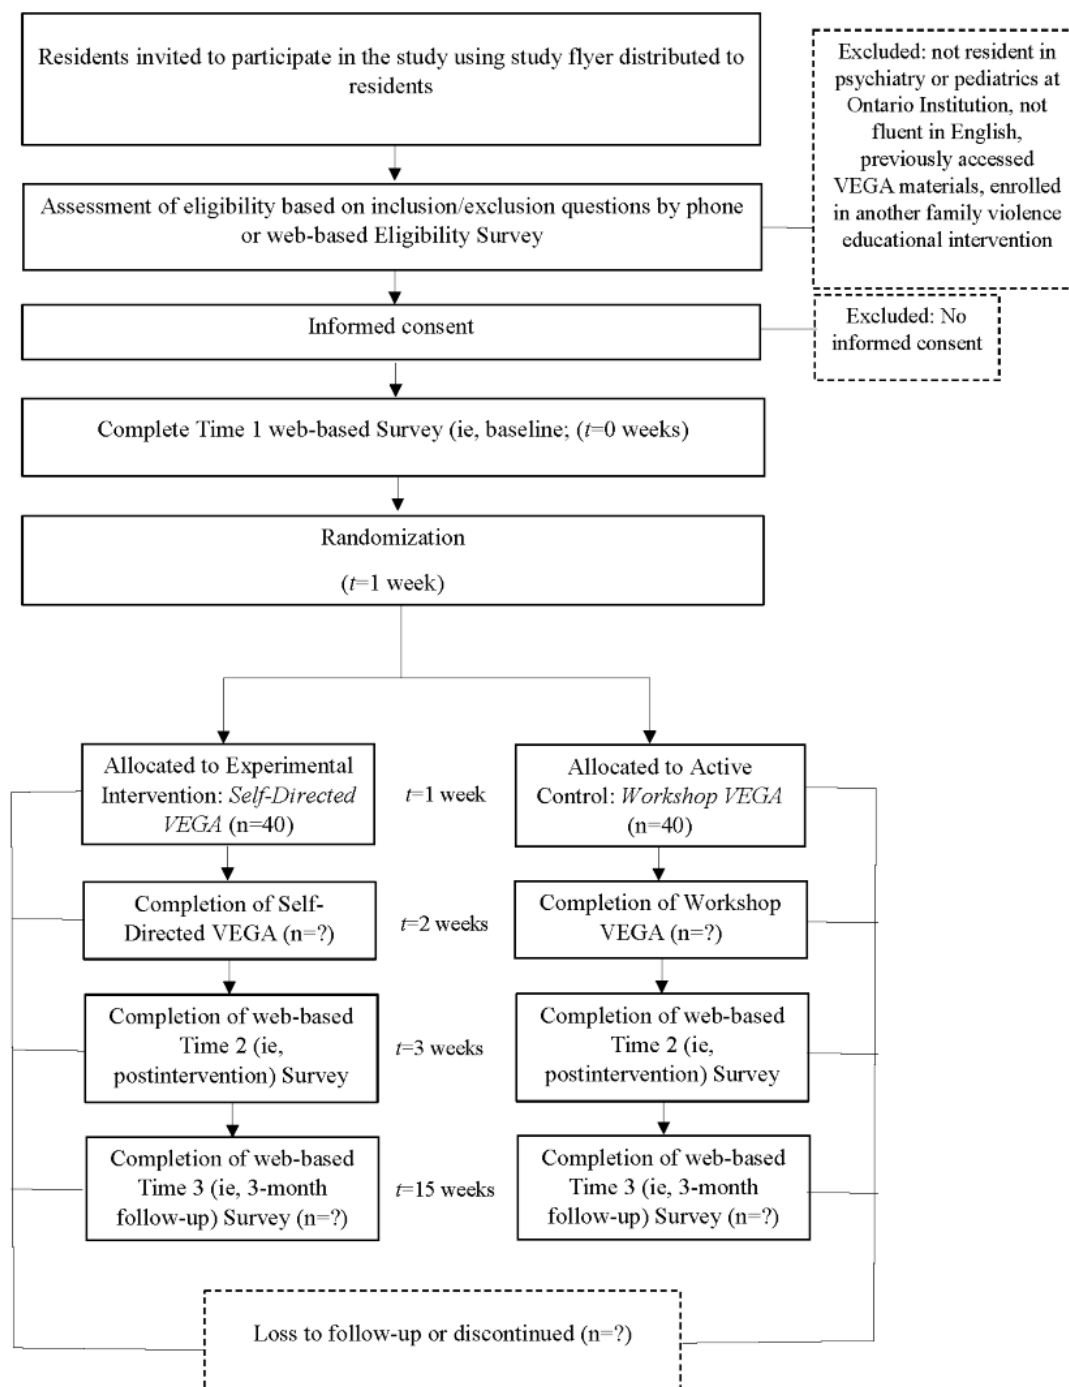 Residents invited to participate in the study using study flyer distributed to
residents
Excluded: not resident in
psychiatry or pediatrics at
Ontario Institution, not
fluent in English,
previously accessed
VEGA materials, enrolled
in another family violence
educational intervention
Assessment of eligibility based on inclusion/exclusion questions by phone
or web-based Eligibility Survey
Informed consent
Excluded: No
informed consent
Complete Time 1 web-based Survey (ie, baseline; (t=0 weeks)
Randomization
(t=1 week)
Allocated to Experimental
Intervention: Self-Directed
VEGA (n=40)
t=1 week
Allocated to Active
Control: Workshop VEGA
(n=40)
Completion of Self-
Directed VEGA (n=?)
t=2 weeks
Completion of Workshop
VEGA (n=?)
Completion of web-based
Time 2 (ie,
postintervention) Survey
t=3 weeks
Completion of web-based
Time 2 (ie,
postintervention) Survey
Completion of web-based
Time 3 (ie, 3-month
follow-up) Survey (n=?)
t=15 weeks
Completion of web-based
Time 3 (ie, 3-month
follow-up) Survey (n=?)
Loss to follow-up or discontinued (n=?)